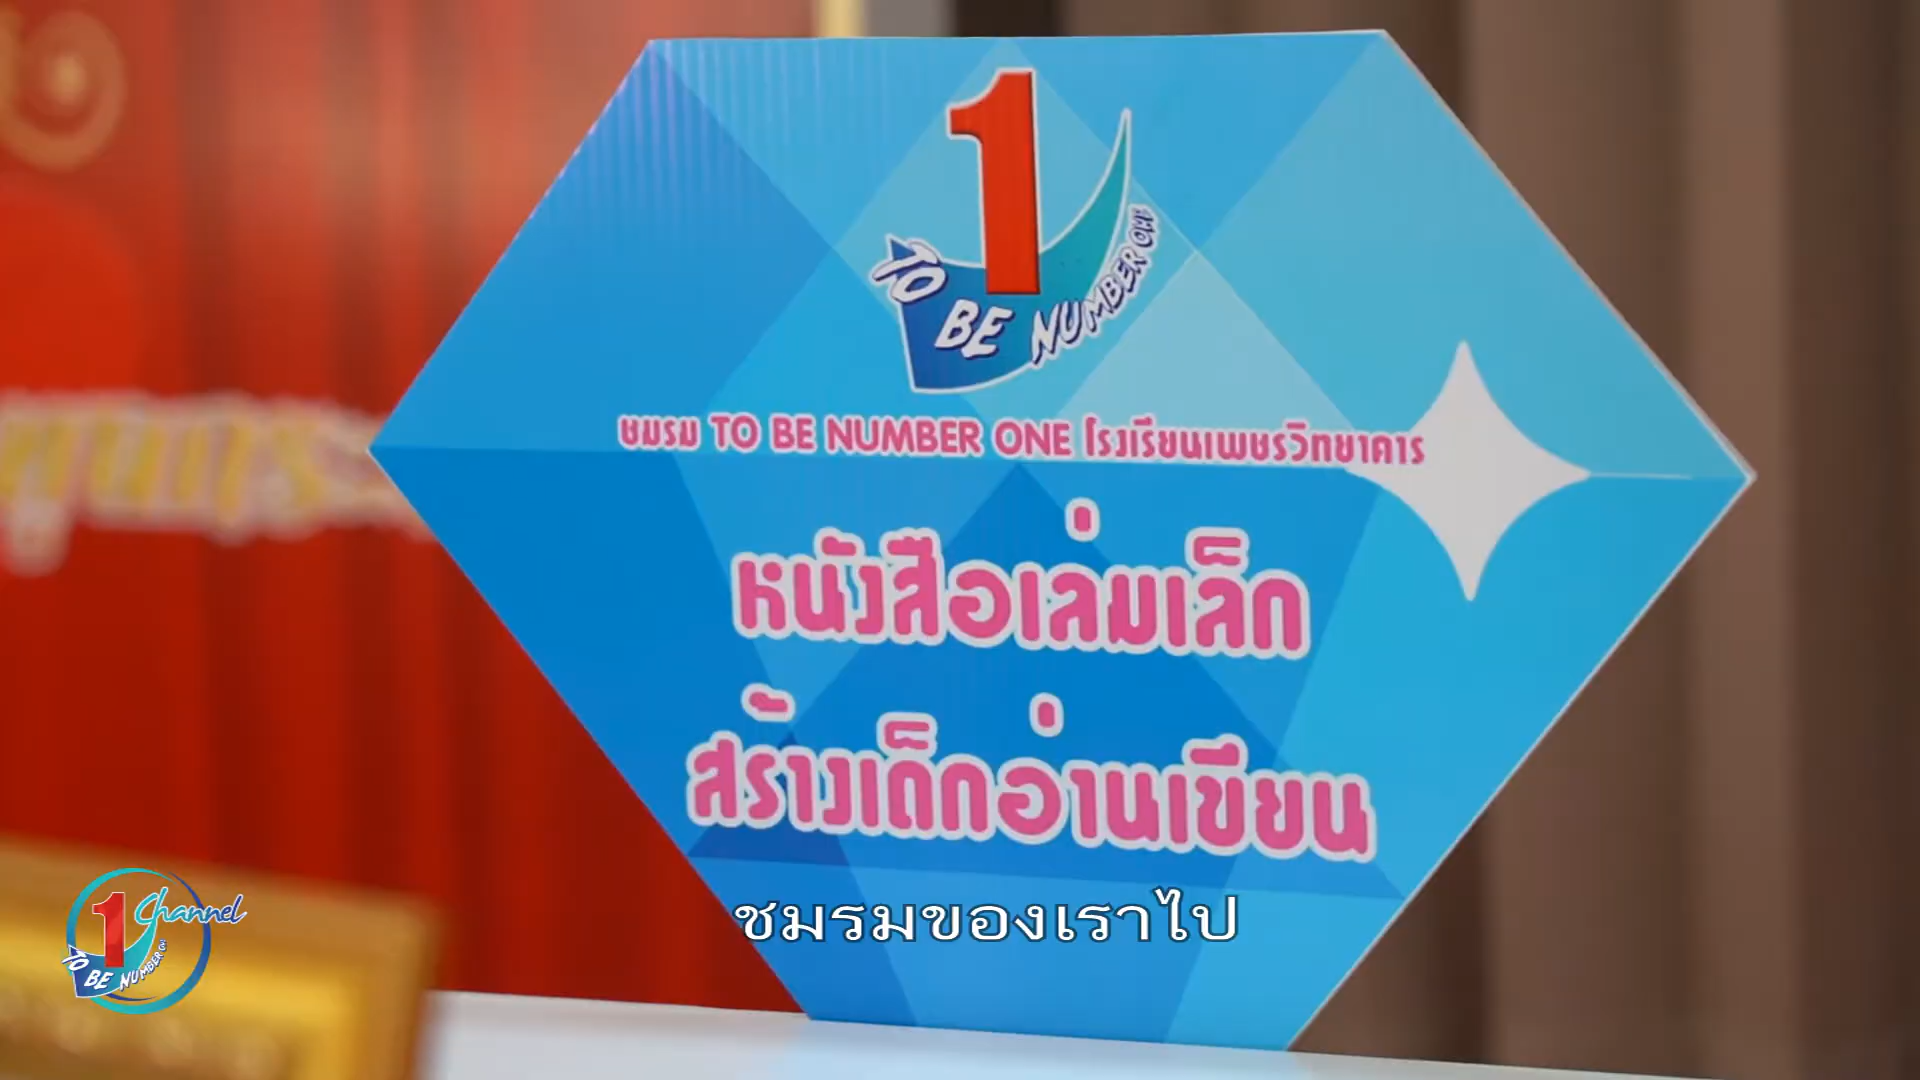 1
TO BE NUMBER ONE
ชมรม TO BE NUMBER ONE โรงเรียนเพชรวิทยาคาร
หนังสือเล่มเล็ก
สร้างเด็กอ่านเขียน
ชมรมของเราไป
1 Channel
TO BE NUMBER ONE